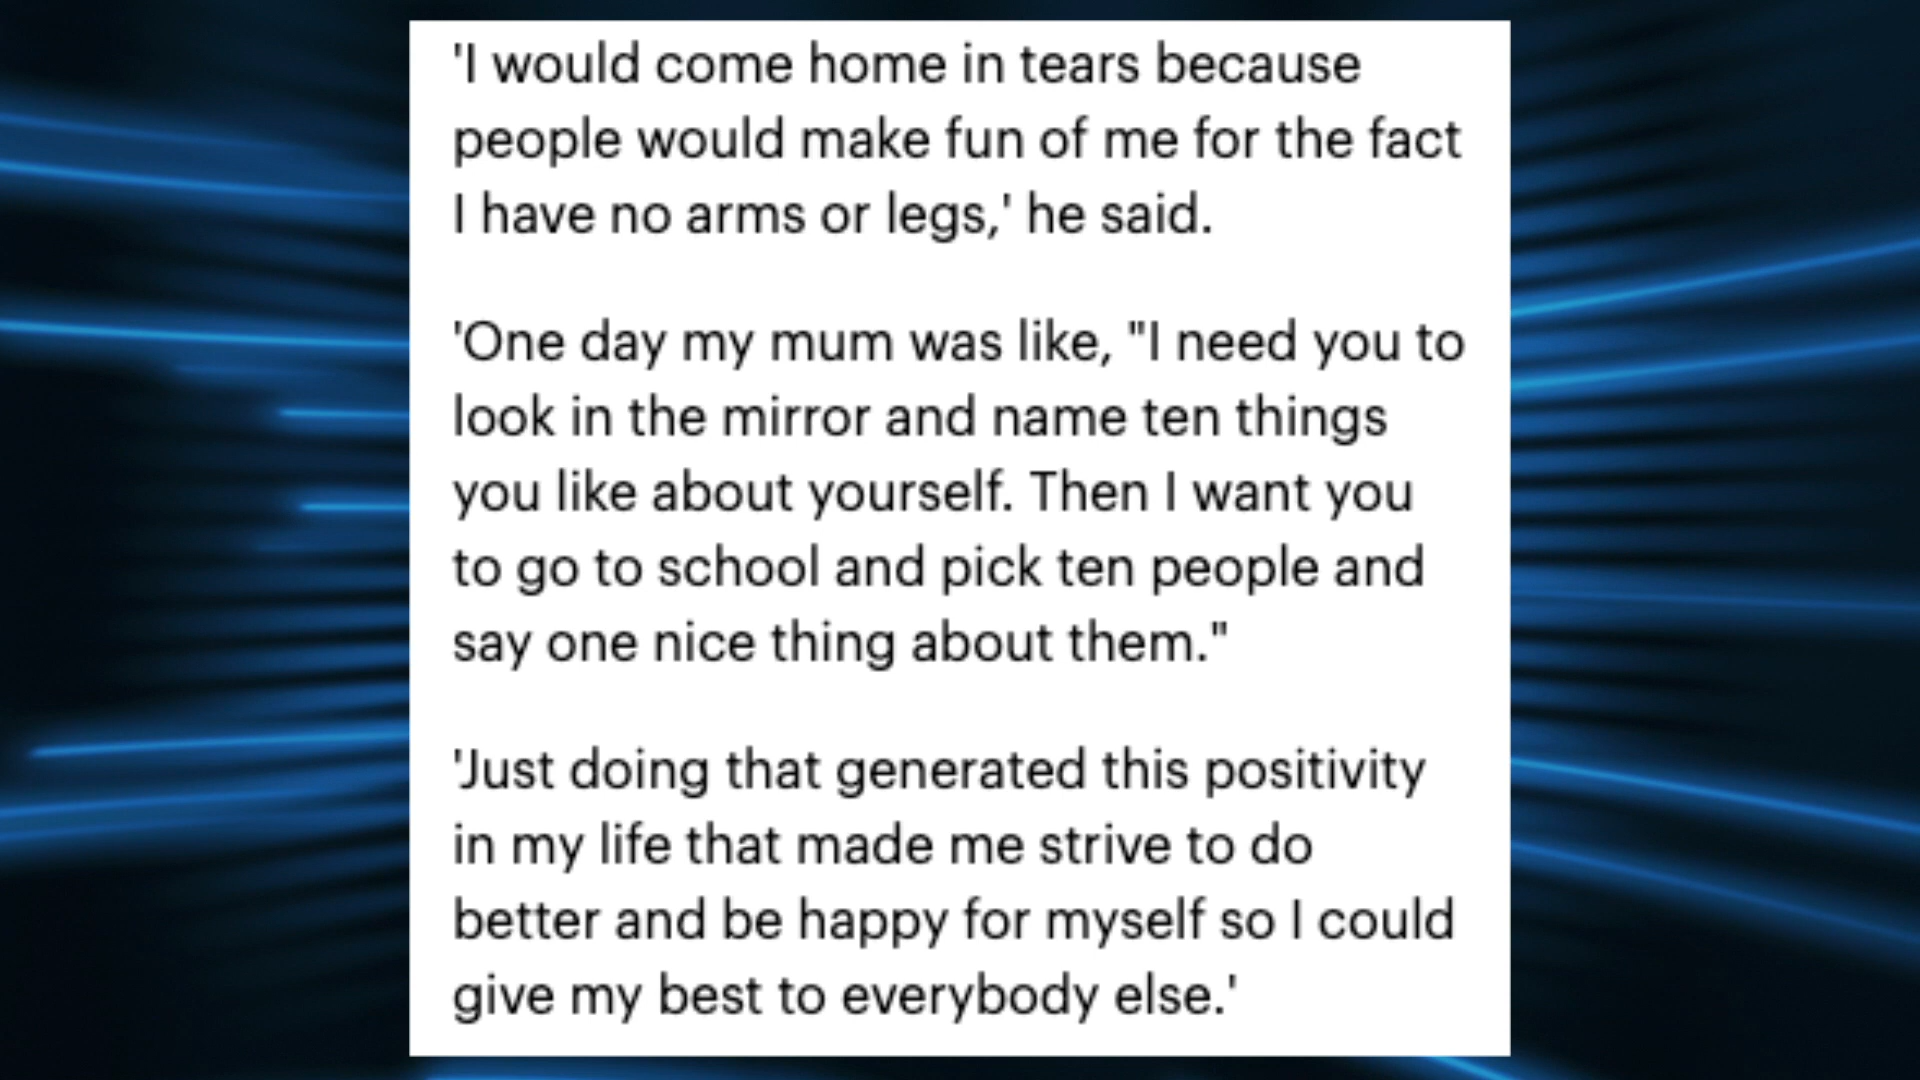 'I would come home in tears because
people would make fun of me for the fact
I have no arms or legs,' he said.
'One day my mum was like, "I need you to
look in the mirror and name ten things
you like about yourself. Then I want you
to go to school and pick ten people and
say one nice thing about them."
'Just doing that generated this positivity
in my life that made me strive to do
better and be happy for myself so I could
give my best to everybody else.'